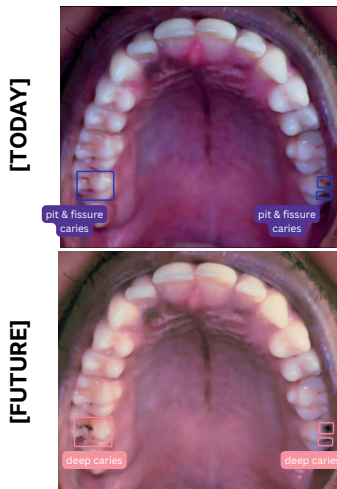 [TODAY]
pit & fissure
caries
pit & fissure
caries
[FUTURE]
deep caries
deep caries